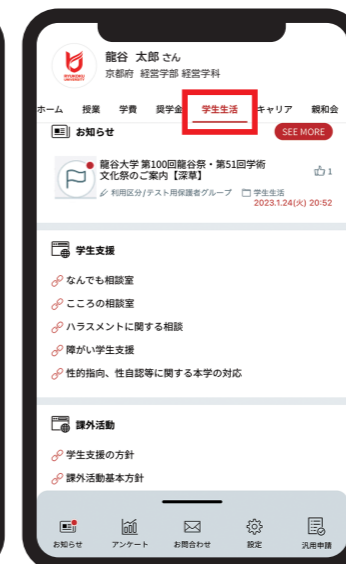 龍谷 太郎 さん
京都府 経営学部 経営学科
ホーム 授業 学費 奨学金 学生生活 キャリア 親和会
お知らせ SEE MORE
龍谷大学 第100回龍谷祭・第51回学術
文化祭のご案内【深草】
1
利用区分/テスト用保護者グループ 学生生活
2023.1.24(火) 20:52
学生支援
なんでも相談室
こころの相談室
ハラスメントに関する相談
障がい学生支援
性的指向、性自認等に関する本学の対応
課外活動
学生支援の方針
課外活動基本方針
お知らせ アンケート お問合わせ 設定 汎用申請